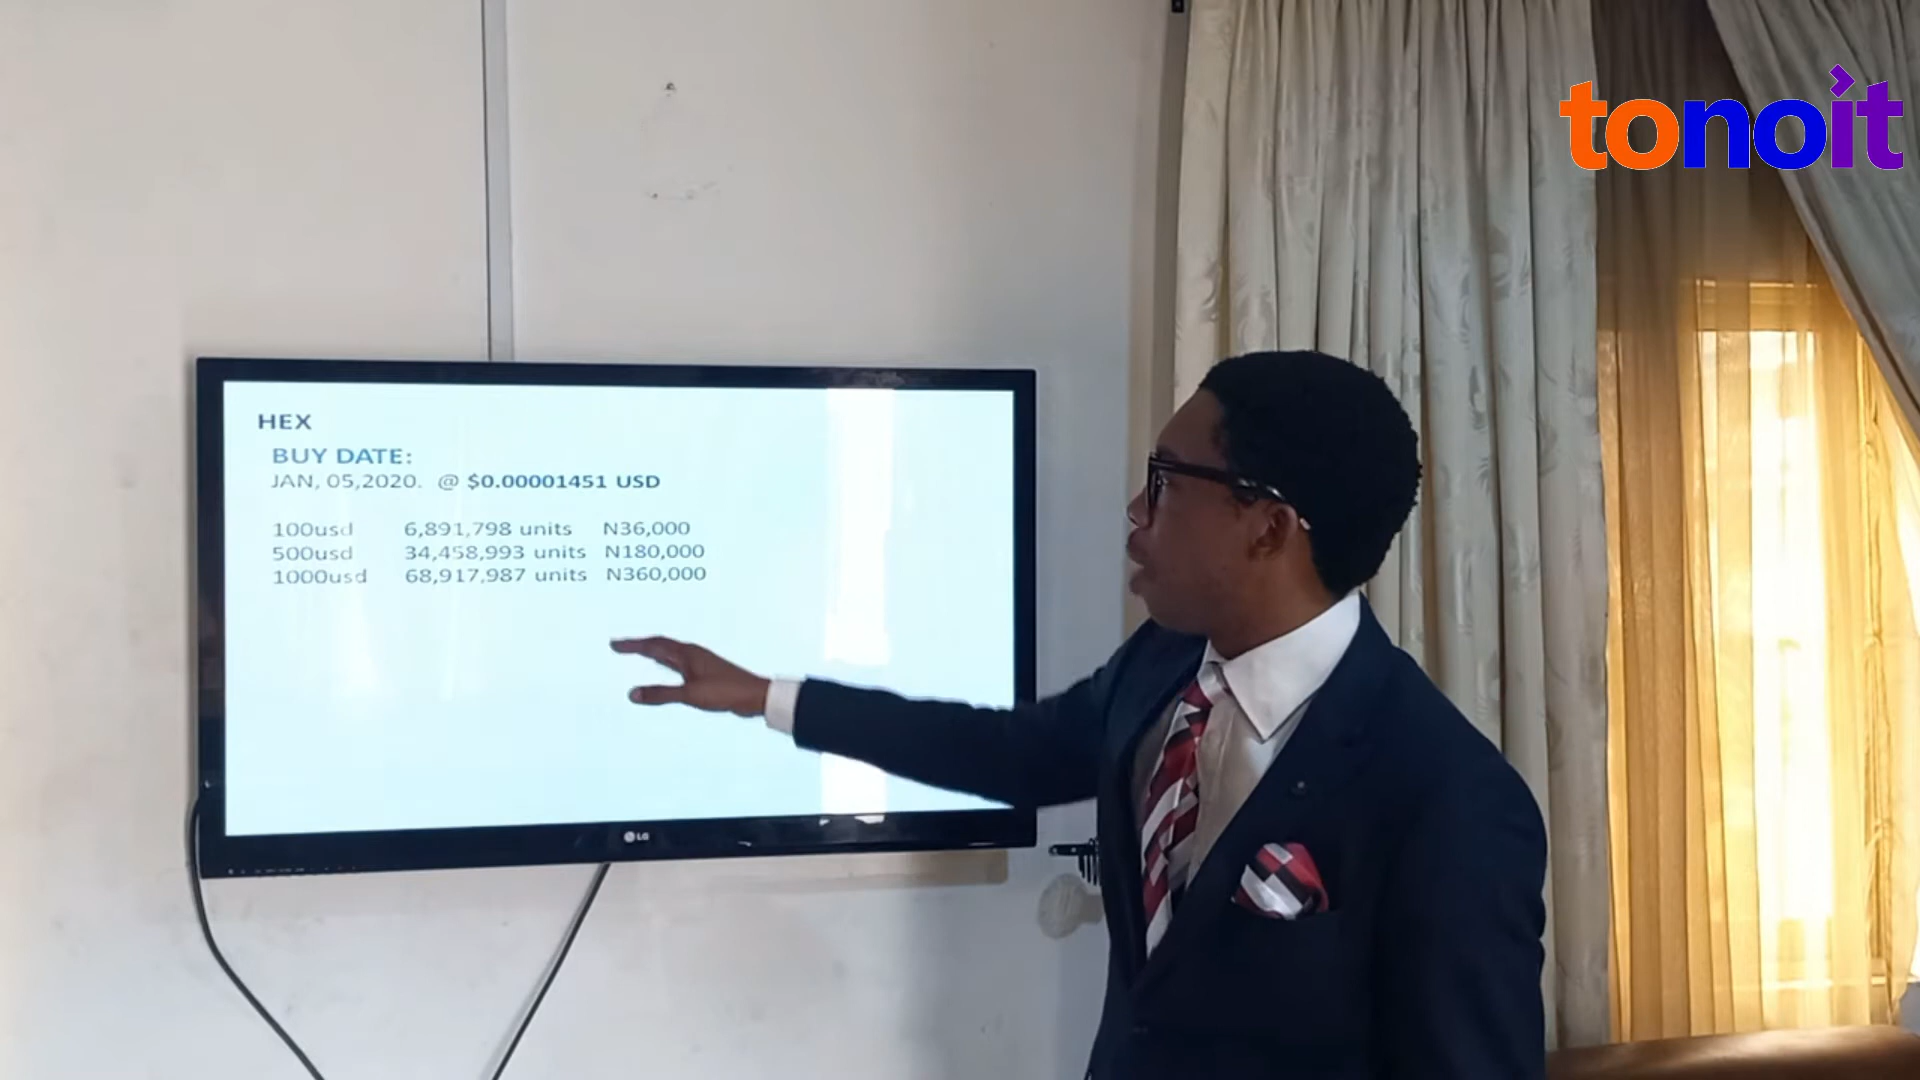 tonoit
HEX
BUY DATE:
JAN, 05,2020. @ $0.00001451 USD
100usd 6,891,798 units N36,000
500usd 34,458,993 units N180,000
1000usd 68,917,987 units N360,000
LG